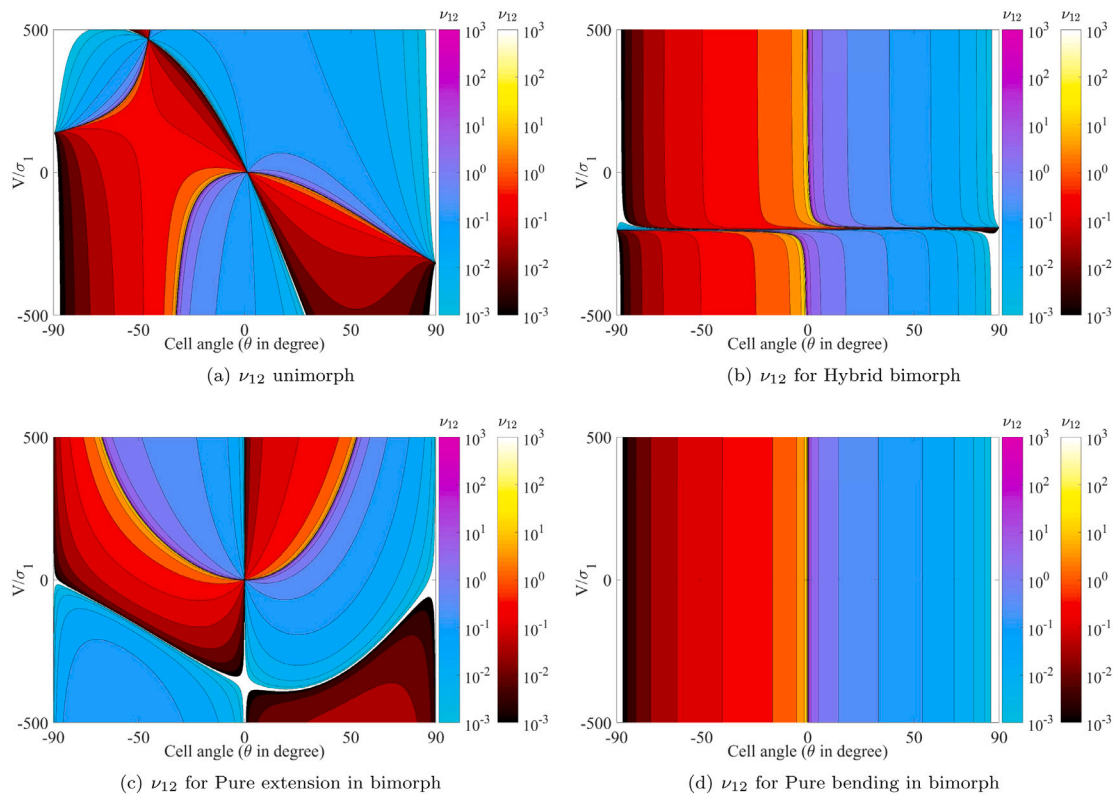 ν12 ν12
500
0
-500
V/σ1
-90 -50 0 50 90
Cell angle (θ in degree)
10^3 10^2 10^1 10^0 10^-1 10^-2 10^-3
10^3 10^2 10^1 10^0 10^-1 10^-2 10^-3
(a) ν12 unimorph
ν12 ν12
500
0
-500
V/σ1
-90 -50 0 50 90
Cell angle (θ in degree)
10^3 10^2 10^1 10^0 10^-1 10^-2 10^-3
10^3 10^2 10^1 10^0 10^-1 10^-2 10^-3
(b) ν12 for Hybrid bimorph
ν12 ν12
500
0
-500
V/σ1
-90 -50 0 50 90
Cell angle (θ in degree)
10^3 10^2 10^1 10^0 10^-1 10^-2 10^-3
10^3 10^2 10^1 10^0 10^-1 10^-2 10^-3
(c) ν12 for Pure extension in bimorph
ν12 ν12
500
0
-500
V/σ1
-90 -50 0 50 90
Cell angle (θ in degree)
10^3 10^2 10^1 10^0 10^-1 10^-2 10^-3
10^3 10^2 10^1 10^0 10^-1 10^-2 10^-3
(d) ν12 for Pure bending in bimorph